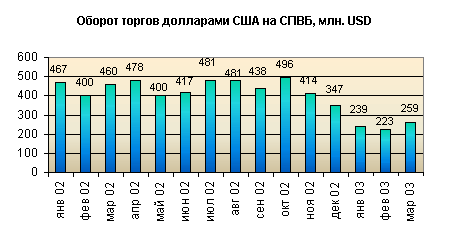 Оборот торгов долларами США на СПВБ, млн. USD
600
500
400
300
200
100
0
467
400
460
478
400
417
481
481
438
496
414
347
239
223
259
янв 02
фев 02
мар 02
апр 02
май 02
июн 02
июл 02
авг 02
сен 02
окт 02
ноя 02
дек 02
янв 03
фев 03
мар 03